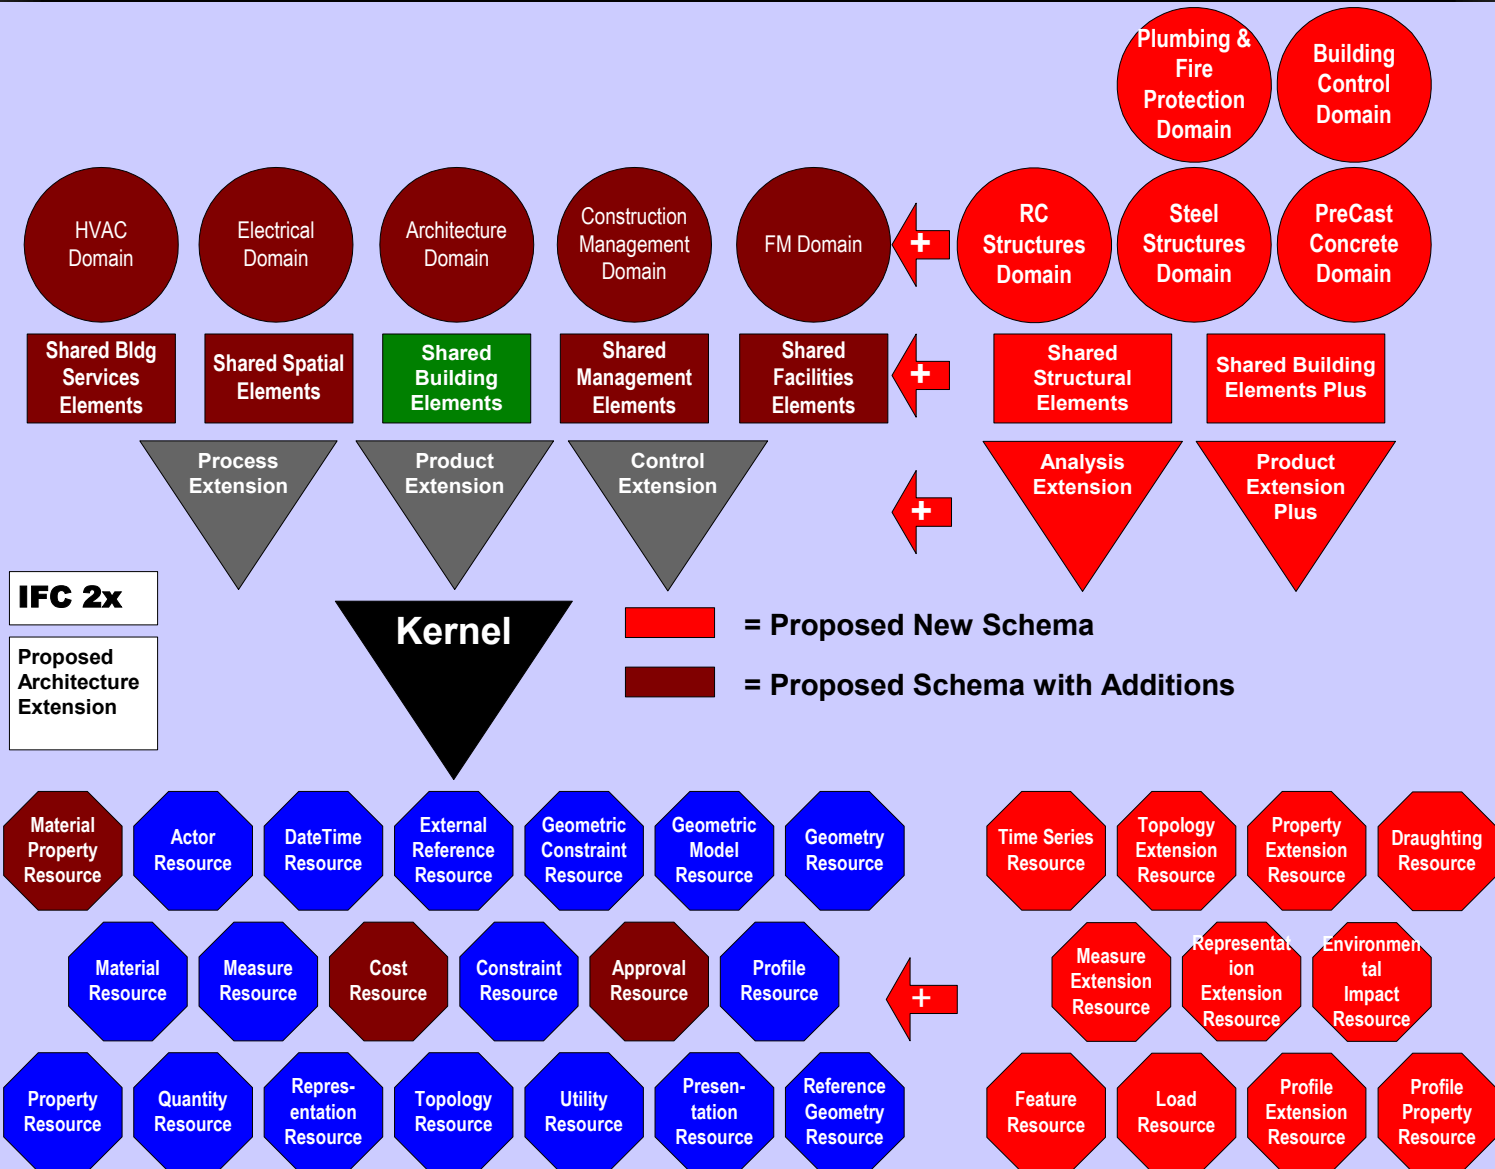 Plumbing &
Fire
Protection
Domain
Building
Control
Domain
HVAC
Domain
Electrical
Domain
Architecture
Domain
Construction
Management
Domain
FM Domain
+
RC
Structures
Domain
Steel
Structures
Domain
PreCast
Concrete
Domain
Shared Bldg
Services
Elements
Shared Spatial
Elements
Shared
Building
Elements
Shared
Management
Elements
Shared
Facilities
Elements
+
Shared
Structural
Elements
Shared Building
Elements Plus
Process
Extension
Product
Extension
Control
Extension
+
Analysis
Extension
Product
Extension
Plus
IFC 2x
Proposed
Architecture
Extension
Kernel
= Proposed New Schema
= Proposed Schema with Additions
Material
Property
Resource
Actor
Resource
DateTime
Resource
External
Reference
Resource
Geometric
Constraint
Resource
Geometric
Model
Resource
Geometry
Resource
Time Series
Resource
Topology
Extension
Resource
Property
Extension
Resource
Draughting
Resource
Material
Resource
Measure
Resource
Cost
Resource
Constraint
Resource
Approval
Resource
Profile
Resource
+
Measure
Extension
Resource
Representat
ion
Extension
Resource
Environmen
tal
Impact
Resource
Property
Resource
Quantity
Resource
Repres-
entation
Resource
Topology
Resource
Utility
Resource
Presen-
tation
Resource
Reference
Geometry
Resource
Feature
Resource
Load
Resource
Profile
Extension
Resource
Profile
Property
Resource